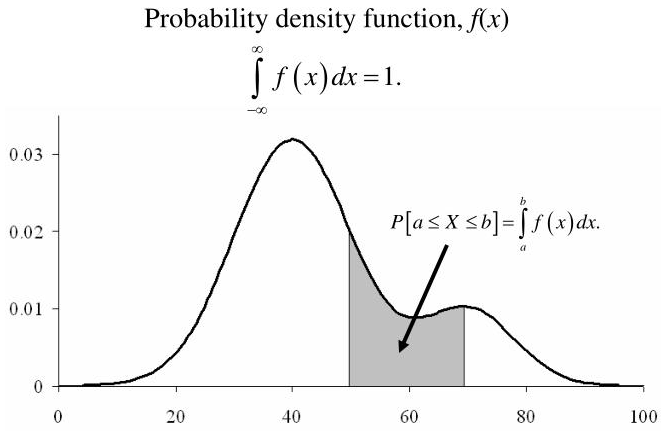 Probability density function, f(x)
∫_{-∞}^{∞} f(x)dx = 1.
0.03
P[a ≤ X ≤ b] = ∫_{a}^{b} f(x)dx.
0.02
0.01
0
0 20 40 60 80 100